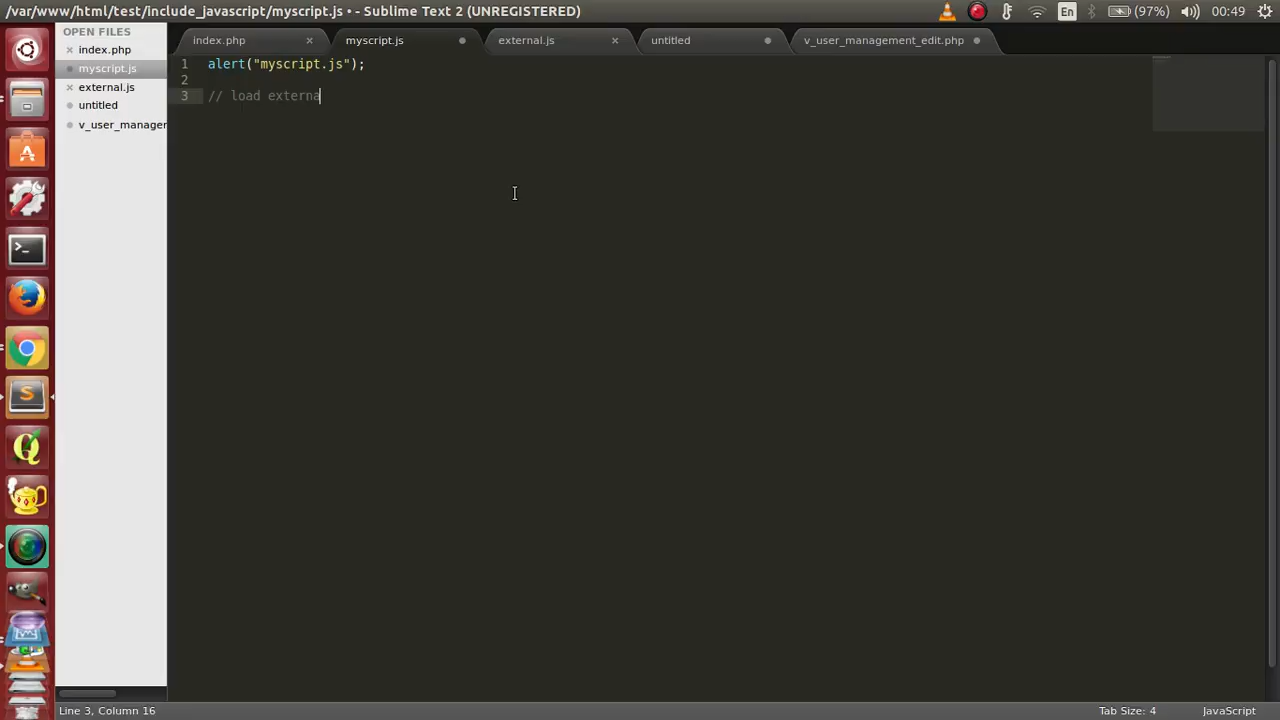 /var/www/html/test/include_javascript/myscript.js • - Sublime Text 2 (UNREGISTERED)
En
(97%)
00:49
OPEN FILES
index.php
myscript.js
external.js
untitled
v_user_manager
index.php
myscript.js
external.js
untitled
v_user_management_edit.php
1 alert("myscript.js");
2
3 // load externa
Line 3, Column 16
Tab Size: 4
JavaScript